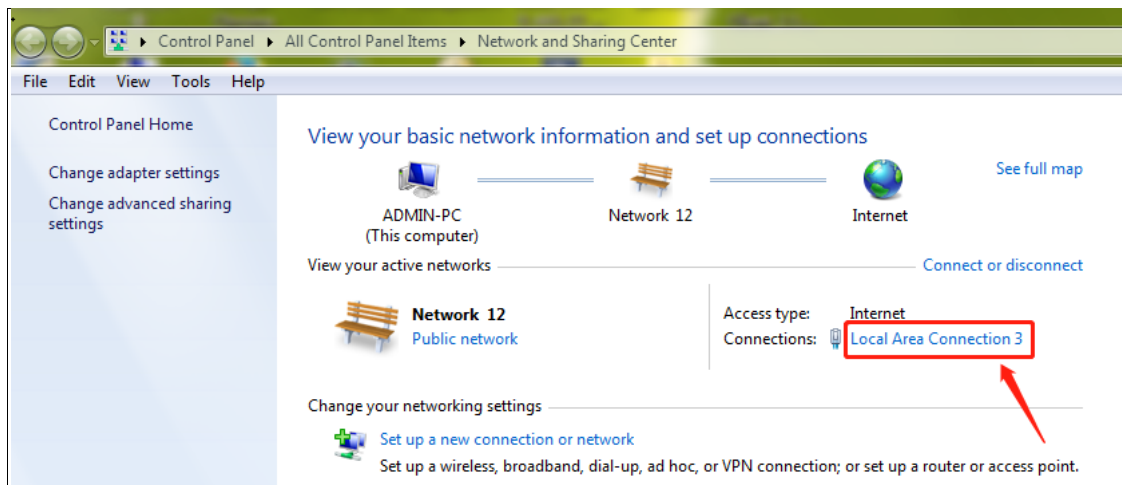 Control Panel All Control Panel Items Network and Sharing Center
File Edit View Tools Help
Control Panel Home
Change adapter settings
Change advanced sharing
settings
View your basic network information and set up connections
See full map
ADMIN-PC
(This computer)
Network 12
Internet
View your active networks
Connect or disconnect
Network 12
Public network
Access type: Internet
Connections: Local Area Connection 3
Change your networking settings
Set up a new connection or network
Set up a wireless, broadband, dial-up, ad hoc, or VPN connection; or set up a router or access point.